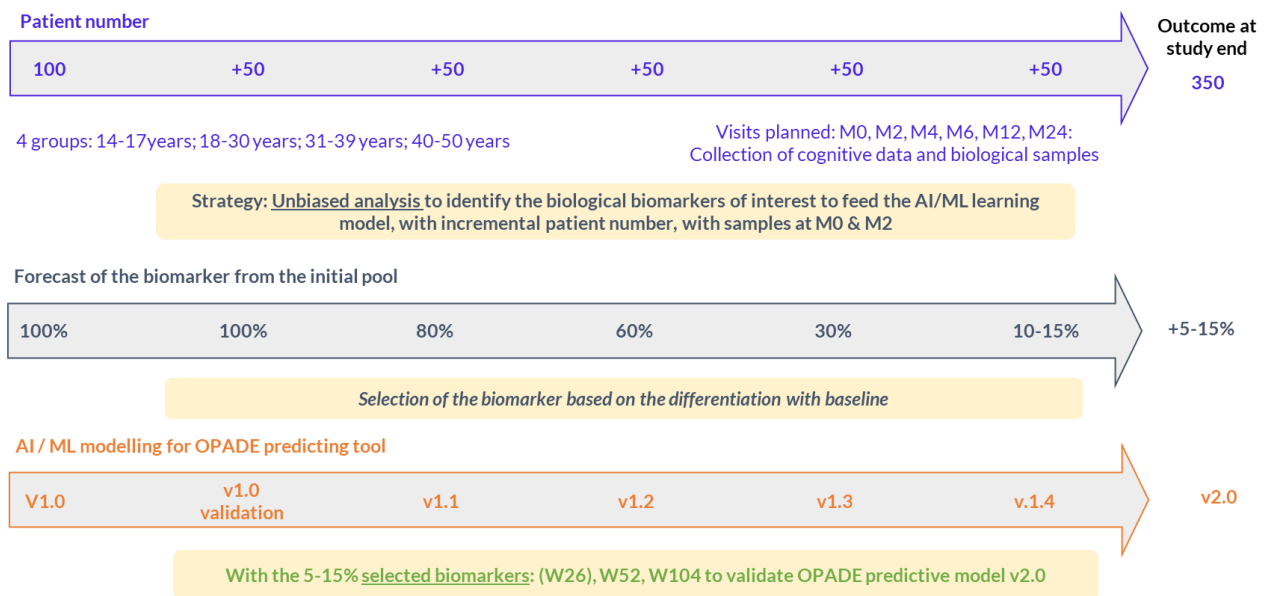 Patient number
Outcome at
study end
100 +50 +50 +50 +50 +50
350
4 groups: 14-17years; 18-30 years; 31-39 years; 40-50 years
Visits planned: M0, M2, M4, M6, M12, M24:
Collection of cognitive data and biological samples
Strategy: Unbiased analysis to identify the biological biomarkers of interest to feed the AI/ML learning
model, with incremental patient number, with samples at M0 & M2
Forecast of the biomarker from the initial pool
100% 100% 80% 60% 30% 10-15%
+5-15%
Selection of the biomarker based on the differentiation with baseline
AI / ML modelling for OPADE predicting tool
V1.0 v1.0 validation v1.1 v1.2 v1.3 v.1.4
v2.0
With the 5-15% selected biomarkers: (W26), W52, W104 to validate OPADE predictive model v2.0